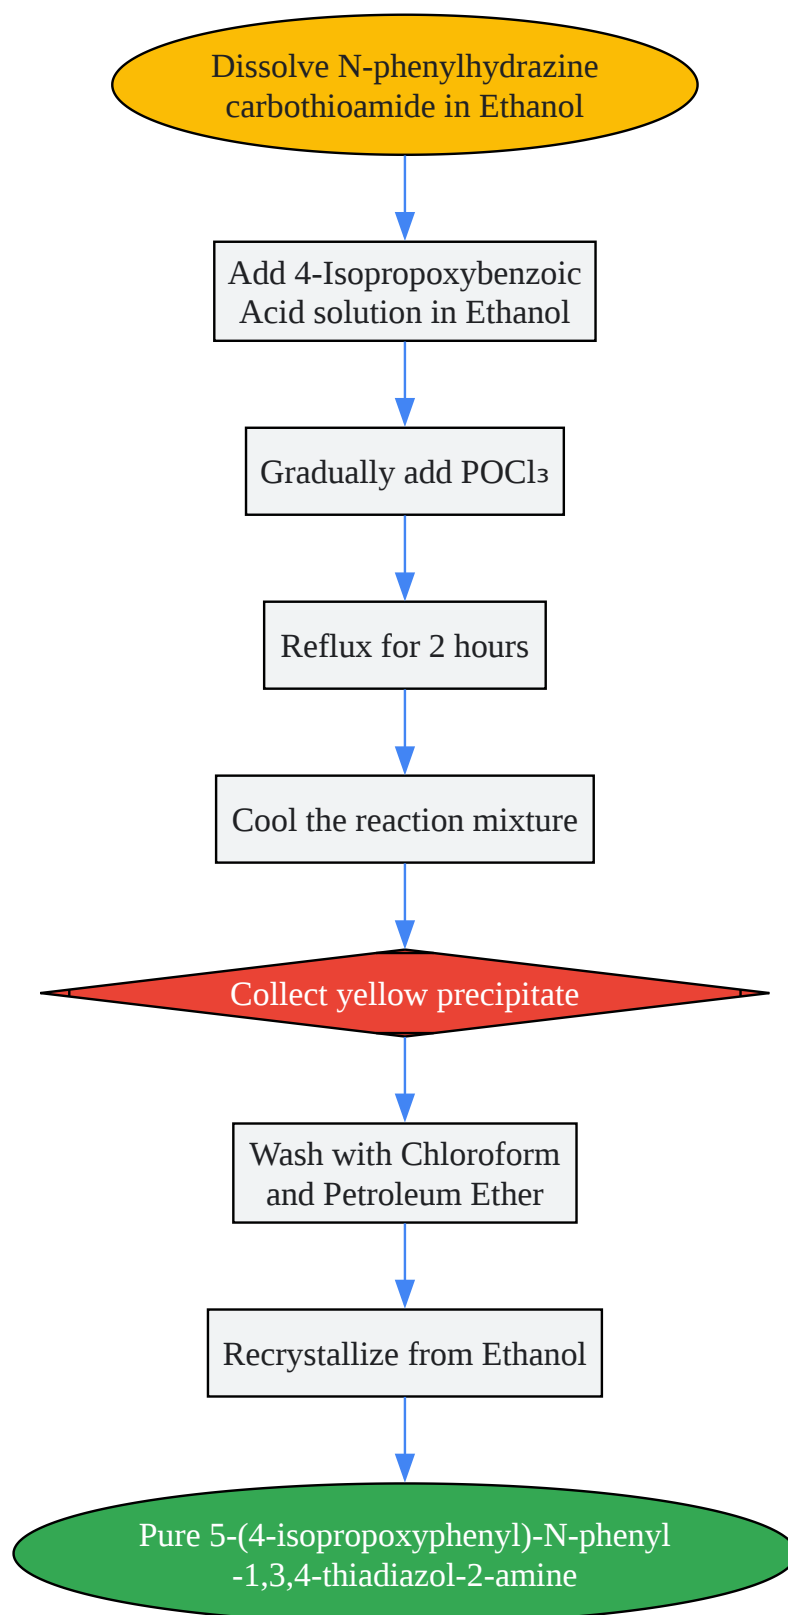 Dissolve N-phenylhydrazine
carbothioamide in Ethanol
Add 4-Isopropoxybenzoic
Acid solution in Ethanol
Gradually add POCl₃
Reflux for 2 hours
Cool the reaction mixture
Collect yellow precipitate
Wash with Chloroform
and Petroleum Ether
Recrystallize from Ethanol
Pure 5-(4-isopropoxyphenyl)-N-phenyl
-1,3,4-thiadiazol-2-amine